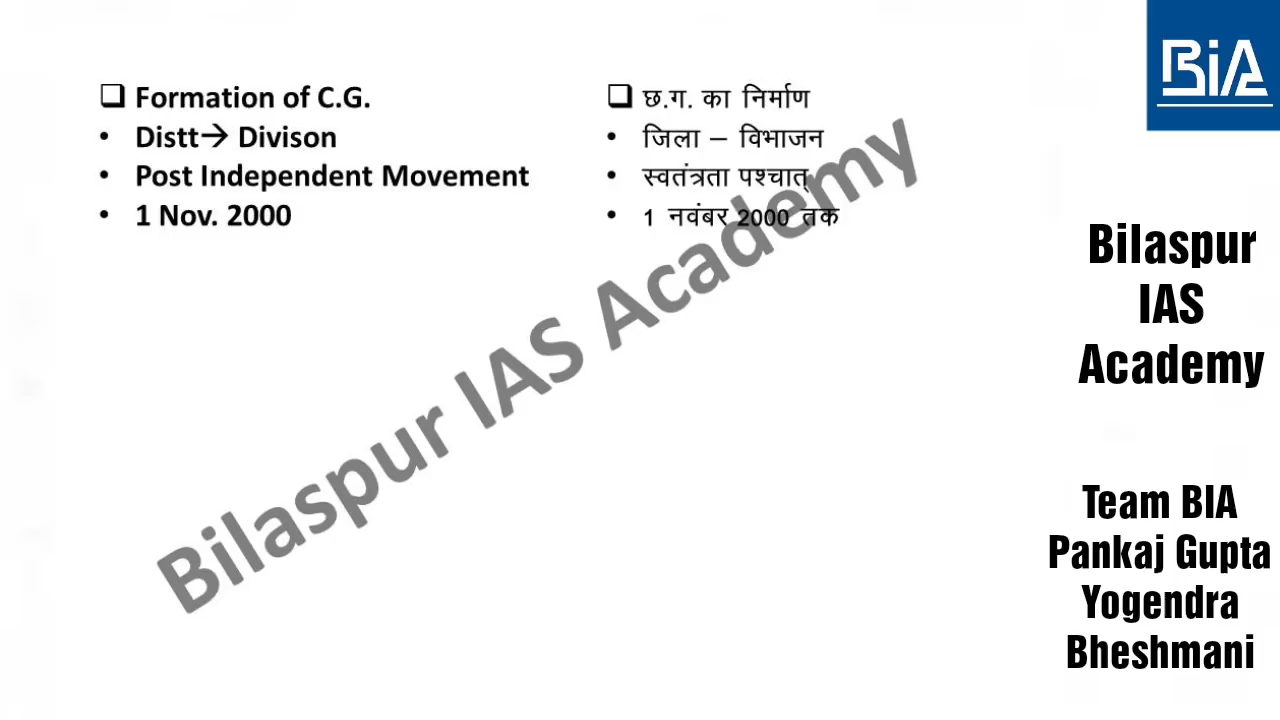 Formation of C.G.
Distt→ Divison
Post Independent Movement
1 Nov. 2000
छ.ग. का निर्माण
जिला – विभाजन
स्वतंत्रता पश्चात्
1 नवंबर 2000 तक
Bilaspur IAS Academy
BiA
Bilaspur
IAS
Academy
Team BIA
Pankaj Gupta
Yogendra
Bheshmani